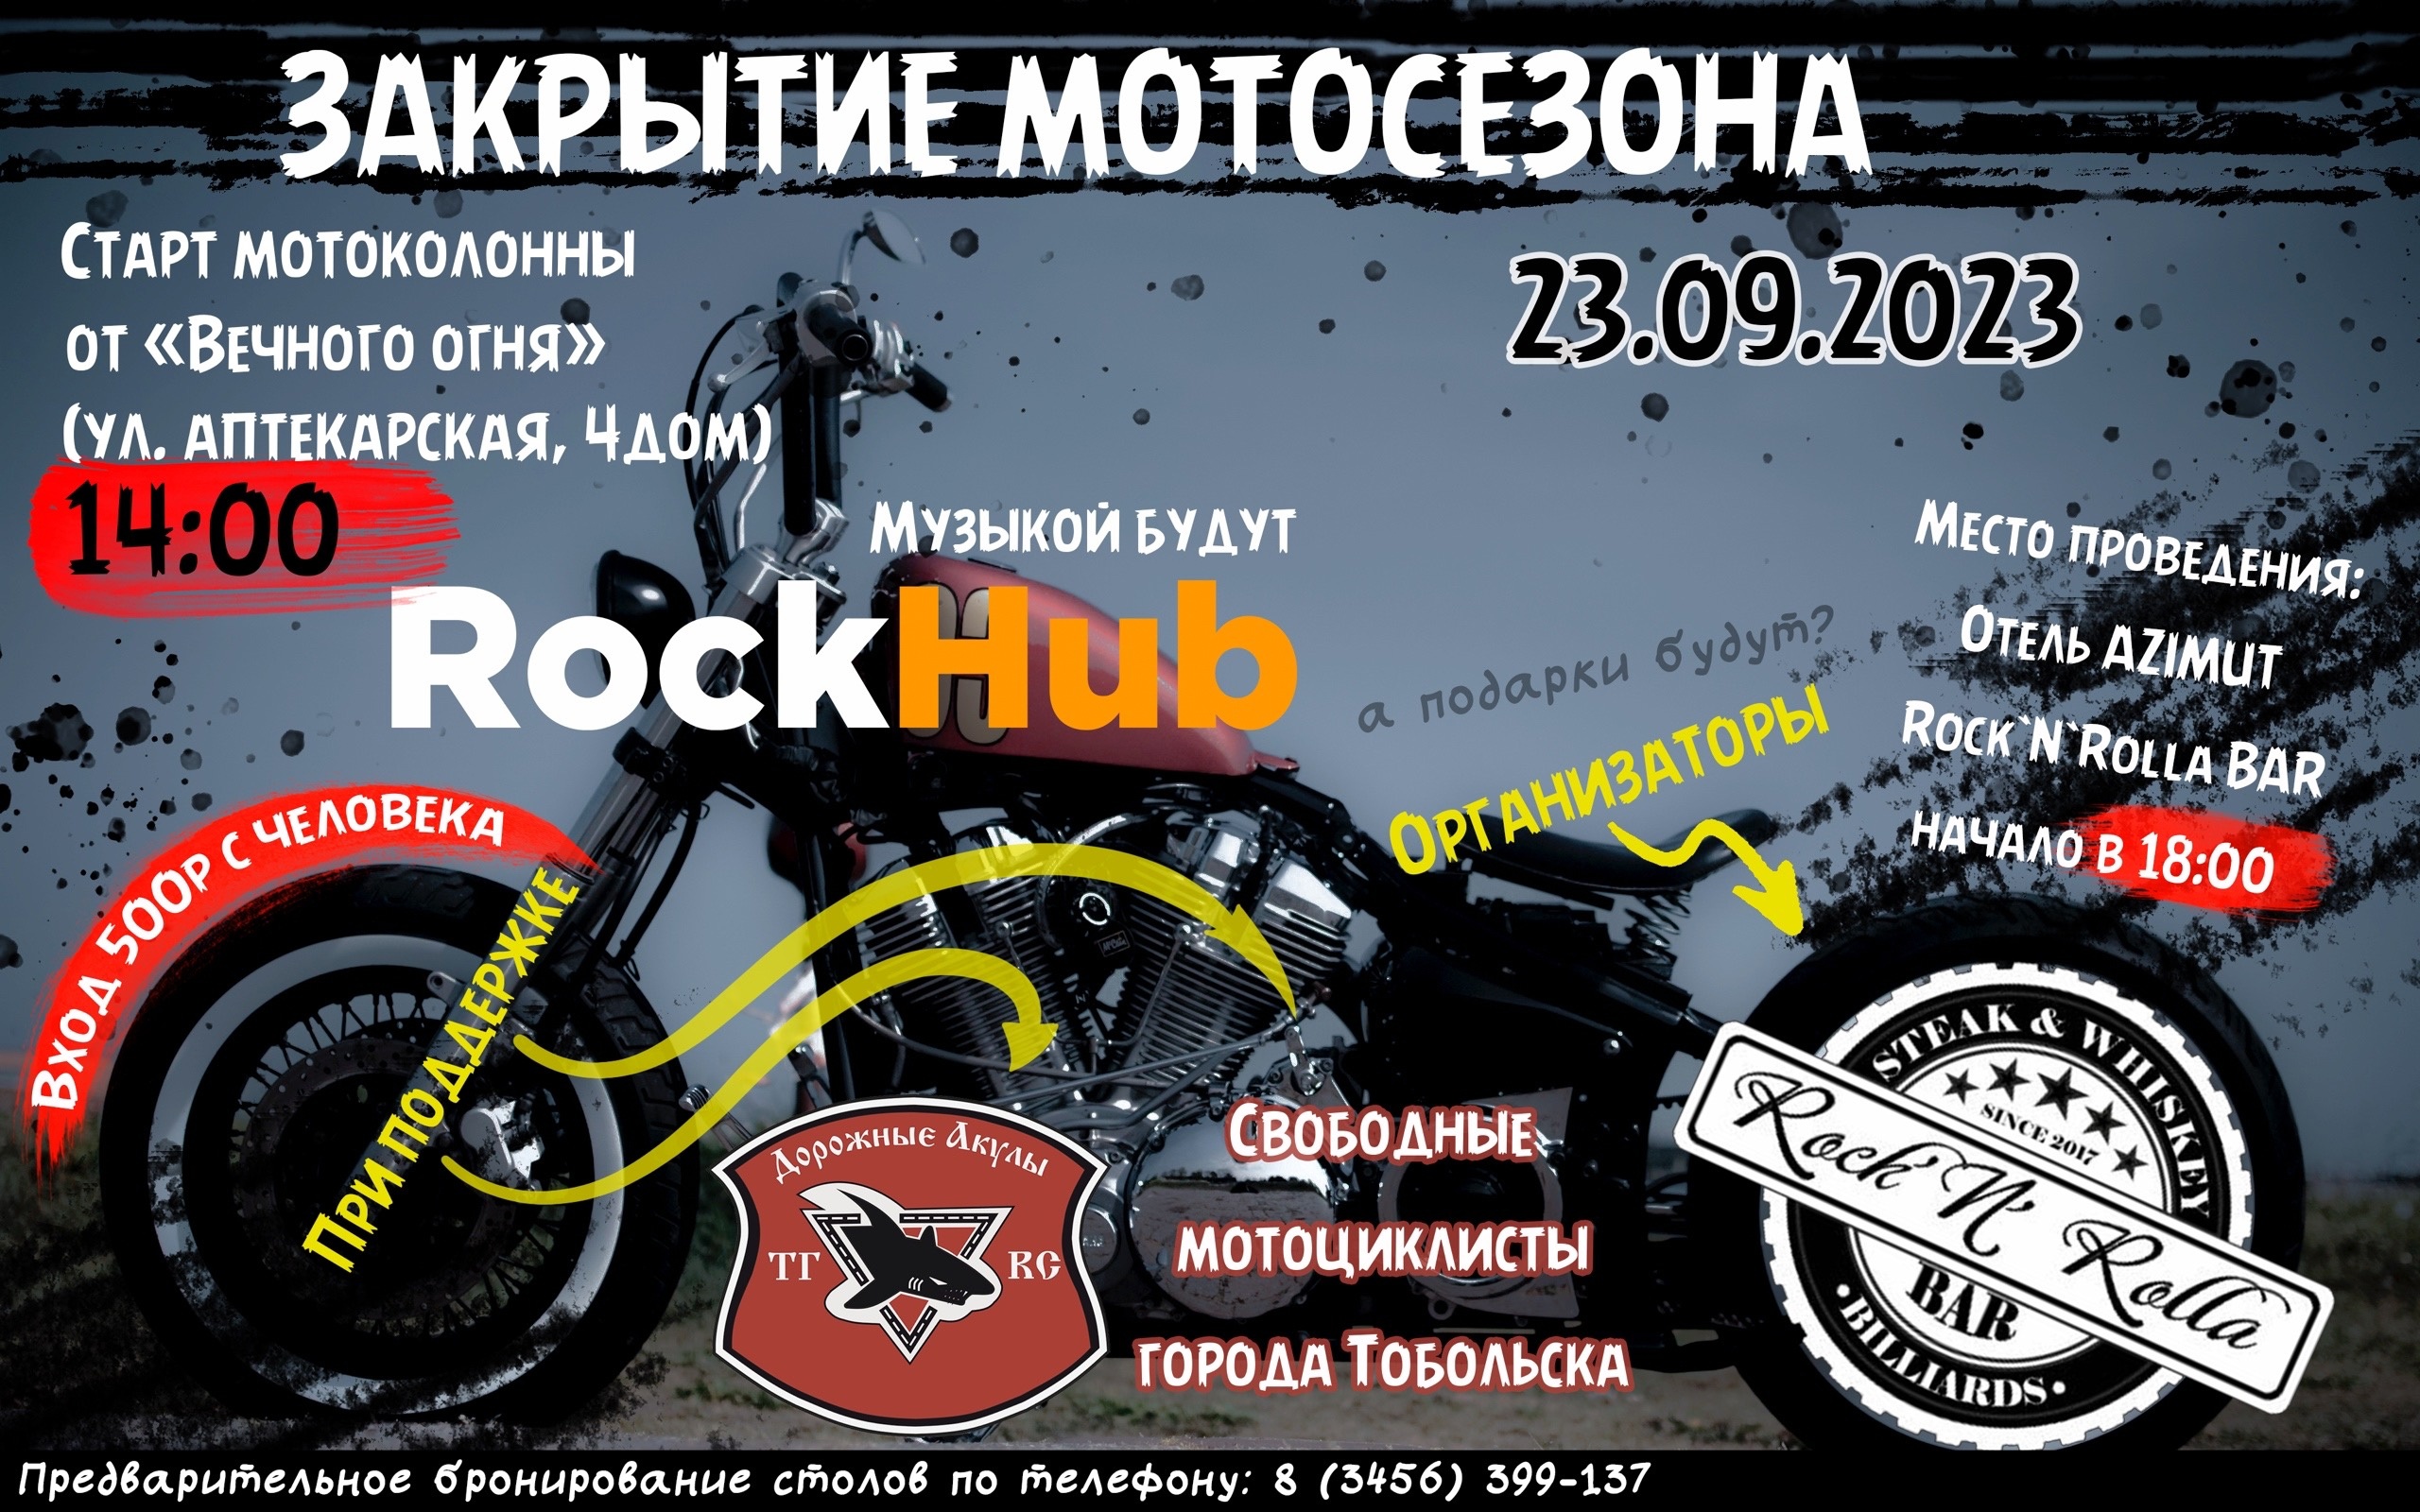 ЗАКРЫТИЕ МОТОСЕЗОНА
Старт мотоколонны
от «Вечного огня»
(ул. аптекарская, 4дом)
14:00
23.09.2023
Музыкой будут
RockHub
а подарки будут?
Организаторы
Место проведения:
Отель AZIMUT
Rock`N`Rolla BAR
начало в 18:00
Вход 500р с человека
При поддержке
Дорожные Акулы
ТГ
RC
Свободные
мотоциклисты
города Тобольска
STEAK & WHISKEY
SINCE 2017
Rock'N' Rolla
BAR
•BILLIARDS•
Предварительное бронирование столов по телефону: 8 (3456) 399-137